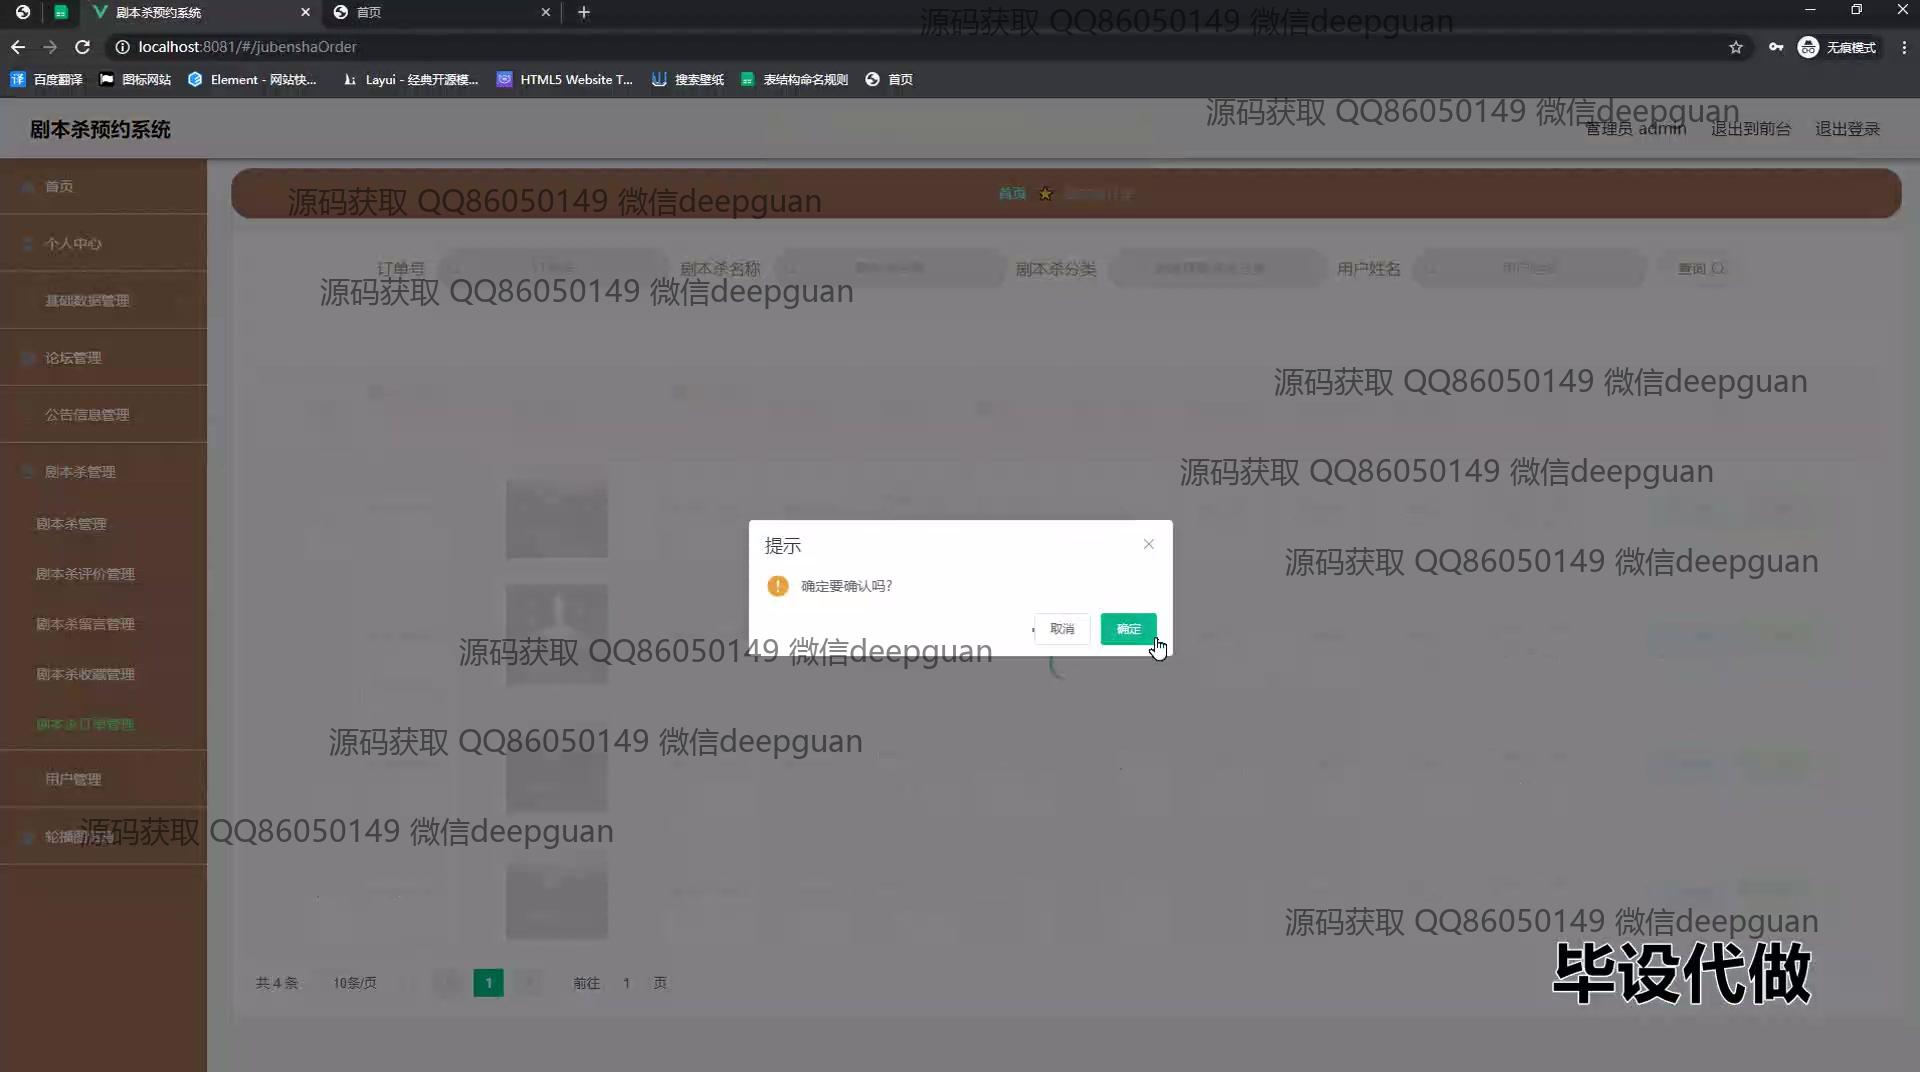 剧本杀预约系统
首页
localhost:8081/#/jubenshaOrder
无痕模式
百度翻译
图标网站
Element - 网站快...
Layui - 经典开源模...
HTML5 Website T...
搜索壁纸
表结构命名规则
首页
源码获取 QQ86050149 微信deepguan
源码获取 QQ86050149 微信deepguan
剧本杀预约系统
管理员 admin
退出到前台
退出登录
首页
源码获取 QQ86050149 微信deepguan
首页
个人中心
订单号
剧本杀名称
剧本杀分类
用户姓名
查询
源码获取 QQ86050149 微信deepguan
基础数据管理
论坛管理
源码获取 QQ86050149 微信deepguan
公告信息管理
剧本杀管理
源码获取 QQ86050149 微信deepguan
剧本杀管理
提示
源码获取 QQ86050149 微信deepguan
剧本杀评价管理
确定要确认吗?
剧本杀留言管理
取消
确定
源码获取 QQ86050149 微信deepguan
剧本杀收藏管理
剧本杀订单管理
源码获取 QQ86050149 微信deepguan
用户管理
源码获取 QQ86050149 微信deepguan
源码获取 QQ86050149 微信deepguan
毕设代做
共 4 条
10条/页
1
前往
1
页